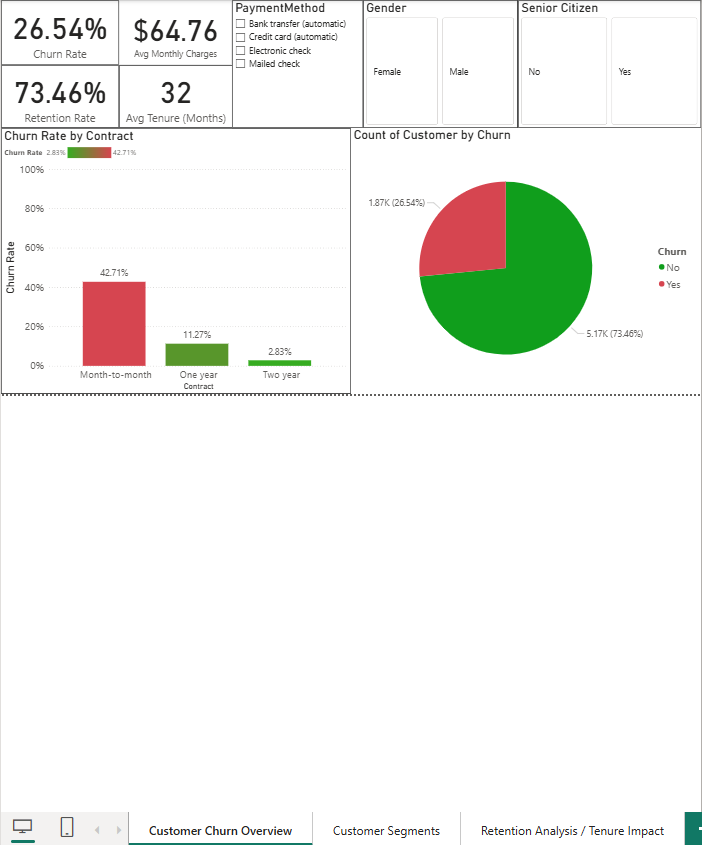 26.54%
Churn Rate
$64.76
Avg Monthly Charges
73.46%
Retention Rate
32
Avg Tenure (Months)
PaymentMethod
Bank transfer (automatic)
Credit card (automatic)
Electronic check
Mailed check
Gender
Female
Male
Senior Citizen
No
Yes
Churn Rate by Contract
Churn Rate 2.83% 42.71%
100%
80%
60%
40%
20%
0%
Churn Rate
42.71%
11.27%
2.83%
Month-to-month
One year
Two year
Contract
Count of Customer by Churn
1.87K (26.54%)
5.17K (73.46%)
Churn
No
Yes
Customer Churn Overview
Customer Segments
Retention Analysis / Tenure Impact